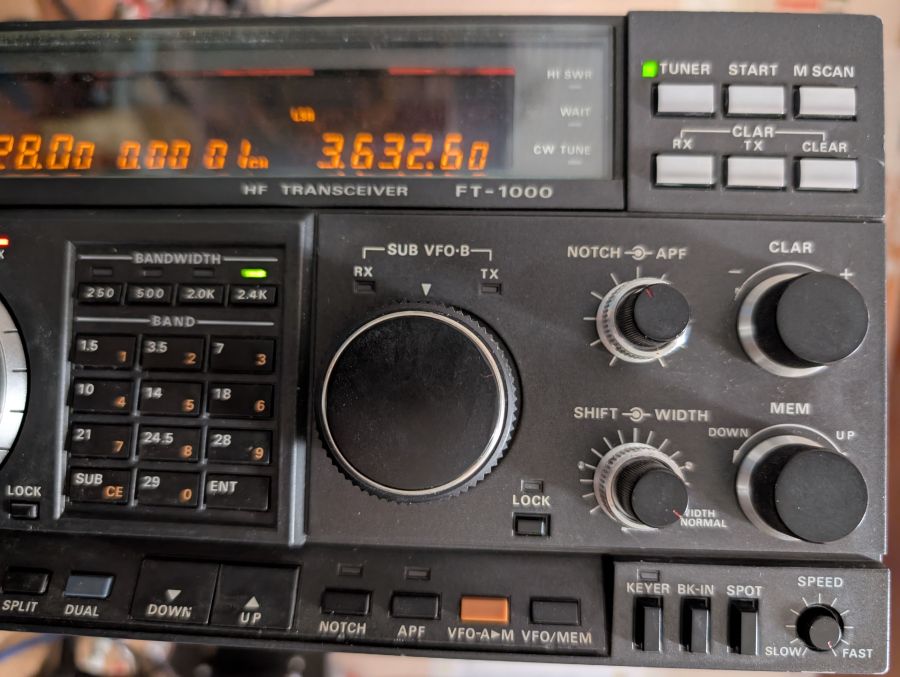 HI SWR
LSB
WAIT
28.00 0.00 01CH 3.632.60
CW TUNE
HF TRANSCEIVER FT-1000
TUNER START M SCAN
CLAR
RX TX CLEAR
BANDWIDTH
250 500 2.0K 2.4K
BAND
1.5 1 3.5 2 7 3
10 4 14 5 18 6
21 7 24.5 8 28 9
SUB CE 29 0 ENT
LOCK
SUB VFO·B
RX TX
LOCK
NOTCH APF
CLAR
- +
SHIFT WIDTH
MEM
DOWN UP
WIDTH
NORMAL
SPLIT DUAL DOWN UP
NOTCH APF VFO-A▶M VFO/MEM
KEYER BK-IN SPOT
SPEED
SLOW FAST